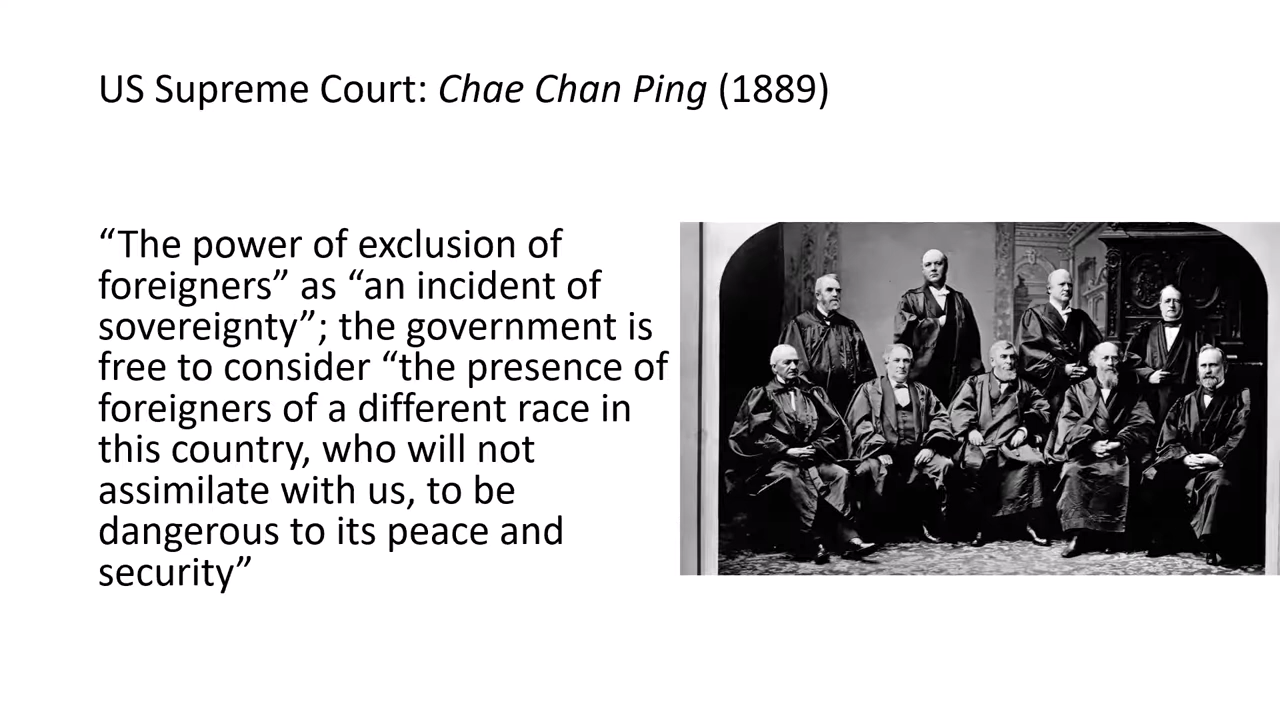 US Supreme Court: Chae Chan Ping (1889)
“The power of exclusion of
foreigners” as “an incident of
sovereignty”; the government is
free to consider “the presence of
foreigners of a different race in
this country, who will not
assimilate with us, to be
dangerous to its peace and
security”